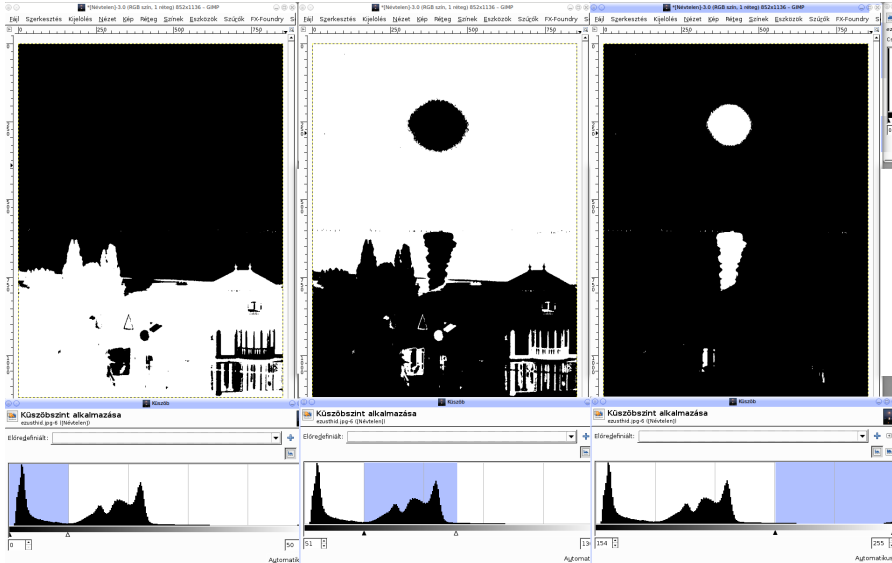 *[Névtelen]-3.0 (RGB szín, 1 réteg) 852x1136 – GIMP
Fájl Szerkesztés Kijelölés Nézet Kép Réteg Színek Eszközök Szűrők FX-Foundry
0 250 500 750
Küszöb
Küszöbszint alkalmazása
ezusthid.jpg-6 ([Névtelen])
Előredefiniált:
0 50
Automatik
*[Névtelen]-3.0 (RGB szín, 1 réteg) 852x1136 – GIMP
Fájl Szerkesztés Kijelölés Nézet Kép Réteg Színek Eszközök Szűrők FX-Foundry
0 250 500 750
Küszöb
Küszöbszint alkalmazása
ezusthid.jpg-6 ([Névtelen])
Előredefiniált:
51
Automat
*[Névtelen]-3.0 (RGB szín, 1 réteg) 852x1136 – GIMP
Fájl Szerkesztés Kijelölés Nézet Kép Réteg Színek Eszközök Szűrők FX-Foundry
0 250 500 750
Küszöb
Küszöbszint alkalmazása
ezusthid.jpg-6 ([Névtelen])
Előredefiniált:
154 255
Automatikus